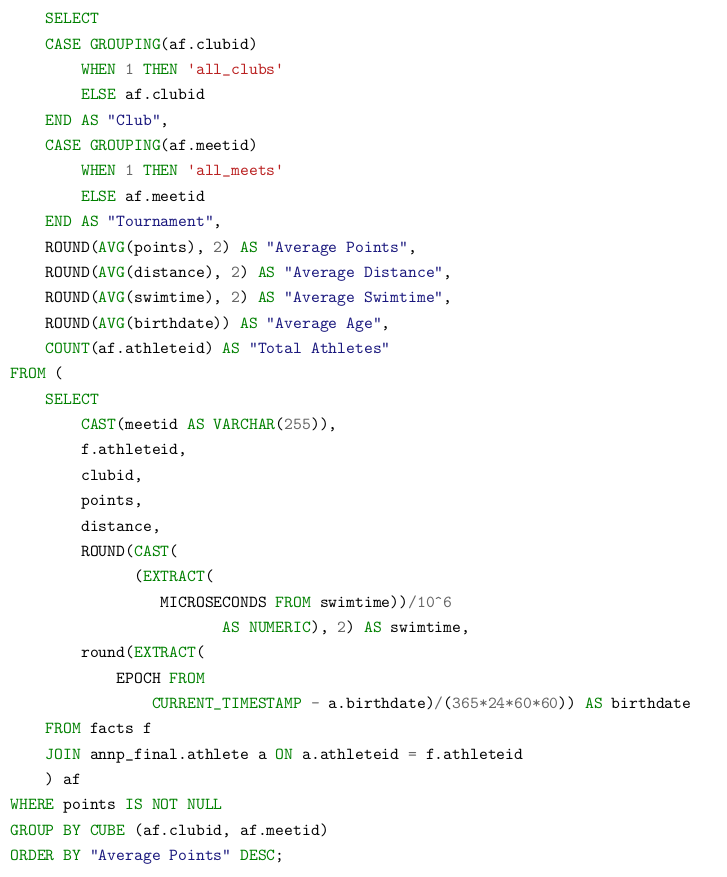 SELECT
CASE GROUPING(af.clubid)
WHEN 1 THEN 'all_clubs'
ELSE af.clubid
END AS "Club",
CASE GROUPING(af.meetid)
WHEN 1 THEN 'all_meets'
ELSE af.meetid
END AS "Tournament",
ROUND(AVG(points), 2) AS "Average Points",
ROUND(AVG(distance), 2) AS "Average Distance",
ROUND(AVG(swimtime), 2) AS "Average Swimtime",
ROUND(AVG(birthdate)) AS "Average Age",
COUNT(af.athleteid) AS "Total Athletes"
FROM (
SELECT
CAST(meetid AS VARCHAR(255)),
f.athleteid,
clubid,
points,
distance,
ROUND(CAST(
(EXTRACT(
MICROSECONDS FROM swimtime))/10^6
AS NUMERIC), 2) AS swimtime,
round(EXTRACT(
EPOCH FROM
CURRENT_TIMESTAMP - a.birthdate)/(365*24*60*60)) AS birthdate
FROM facts f
JOIN annp_final.athlete a ON a.athleteid = f.athleteid
) af
WHERE points IS NOT NULL
GROUP BY CUBE (af.clubid, af.meetid)
ORDER BY "Average Points" DESC;